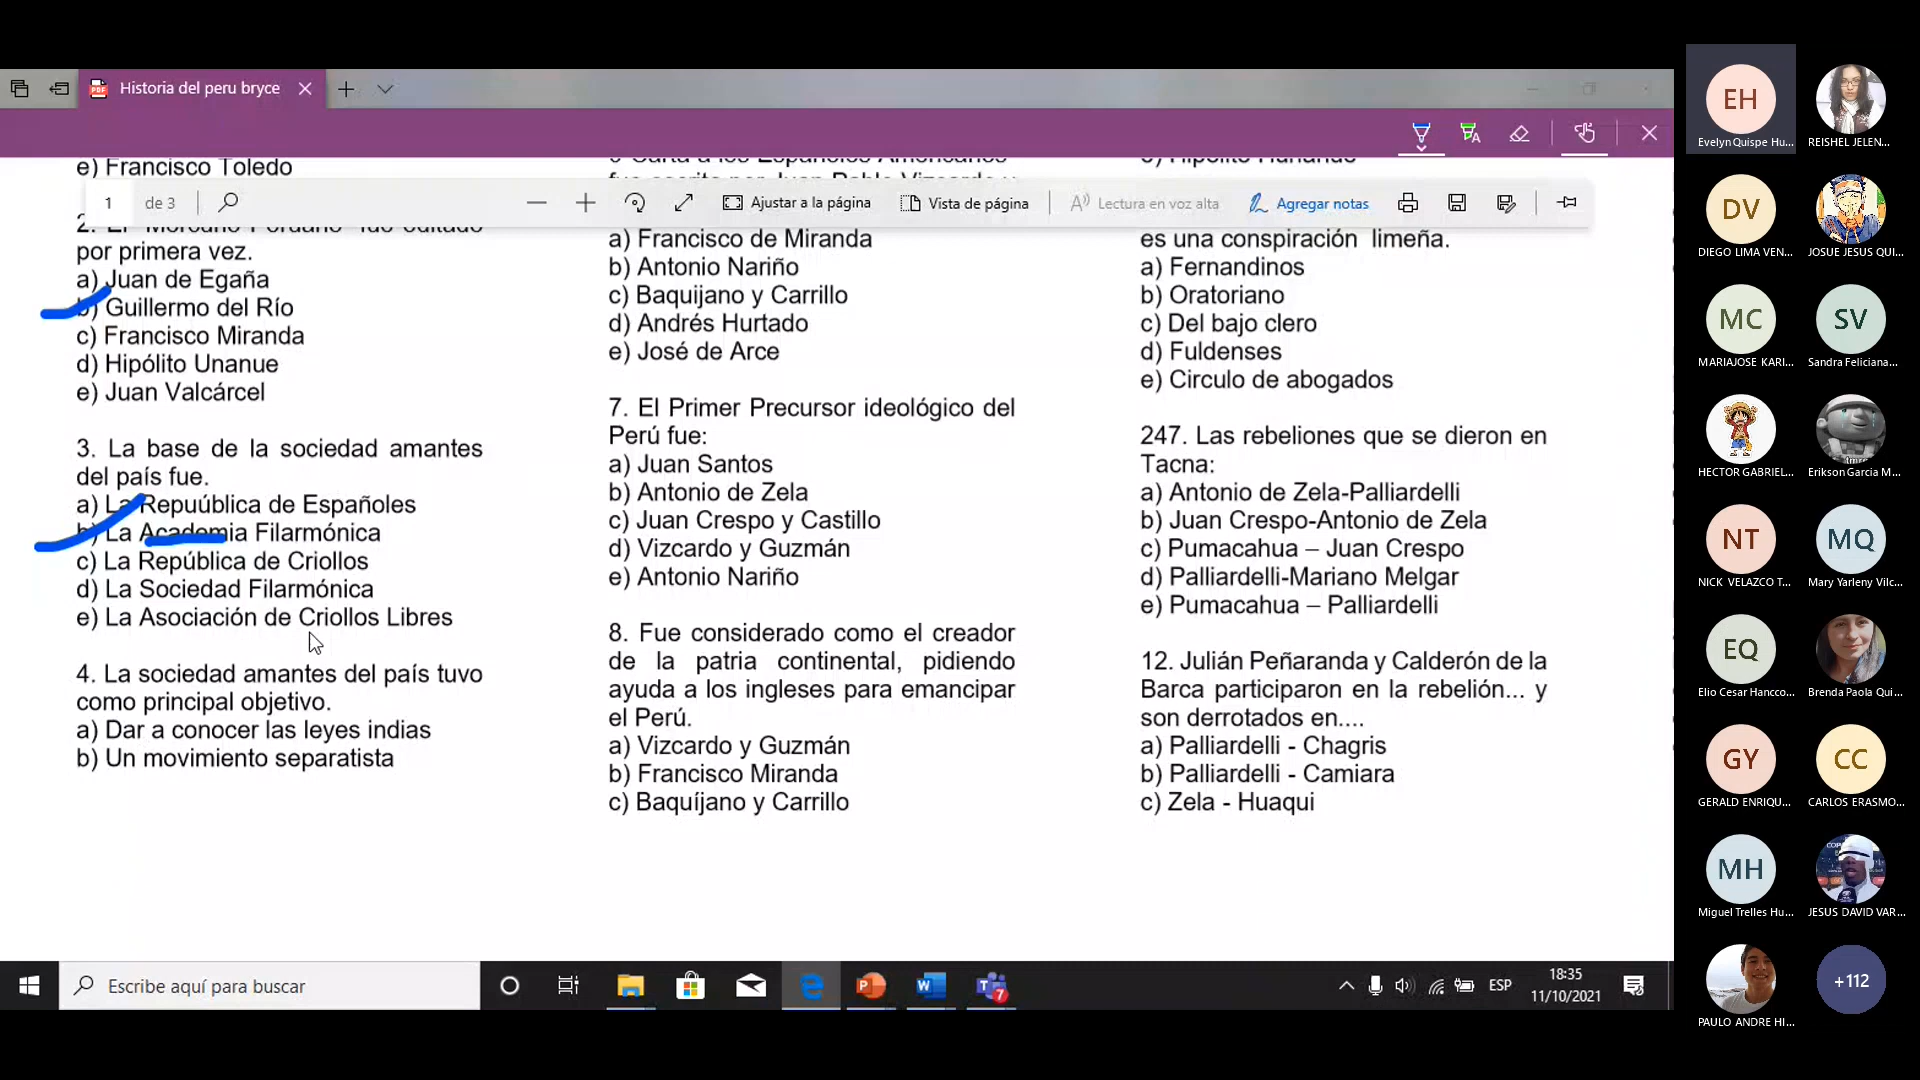 Historia del peru bryce
1 de 3
Ajustar a la página
Vista de página
Lectura en voz alta
Agregar notas
e) Francisco Toledo
por primera vez.
a) Juan de Egaña
b) Guillermo del Río
c) Francisco Miranda
d) Hipólito Unanue
e) Juan Valcárcel
3. La base de la sociedad amantes
del país fue.
a) La Repuública de Españoles
b) La Academia Filarmónica
c) La República de Criollos
d) La Sociedad Filarmónica
e) La Asociación de Criollos Libres
4. La sociedad amantes del país tuvo
como principal objetivo.
a) Dar a conocer las leyes indias
b) Un movimiento separatista
a) Francisco de Miranda
b) Antonio Nariño
c) Baquijano y Carrillo
d) Andrés Hurtado
e) José de Arce
7. El Primer Precursor ideológico del
Perú fue:
a) Juan Santos
b) Antonio de Zela
c) Juan Crespo y Castillo
d) Vizcardo y Guzmán
e) Antonio Nariño
8. Fue considerado como el creador
de la patria continental, pidiendo
ayuda a los ingleses para emancipar
el Perú.
a) Vizcardo y Guzmán
b) Francisco Miranda
c) Baquíjano y Carrillo
es una conspiración limeña.
a) Fernandinos
b) Oratoriano
c) Del bajo clero
d) Fuldenses
e) Circulo de abogados
247. Las rebeliones que se dieron en
Tacna:
a) Antonio de Zela-Palliardelli
b) Juan Crespo-Antonio de Zela
c) Pumacahua – Juan Crespo
d) Palliardelli-Mariano Melgar
e) Pumacahua – Palliardelli
12. Julián Peñaranda y Calderón de la
Barca participaron en la rebelión... y
son derrotados en....
a) Palliardelli - Chagris
b) Palliardelli - Camiara
c) Zela - Huaqui
Escribe aquí para buscar
ESP
18:35
11/10/2021
EH
Evelyn Quispe Hu...
REISHEL JELEN...
DV
DIEGO LIMA VEN...
JOSUE JESUS QUI...
MC
MARIAJOSE KARI...
SV
Sandra Feliciana...
HECTOR GABRIEL...
Erikson Garcia M...
NT
NICK VELAZCO T...
MQ
Mary Yarleny Vilc...
EQ
Elio Cesar Hancco...
Brenda Paola Qui...
GY
GERALD ENRIQU...
CC
CARLOS ERASMO...
MH
Miguel Trelles Hu...
JESUS DAVID VAR...
PAULO ANDRE HI...
+112